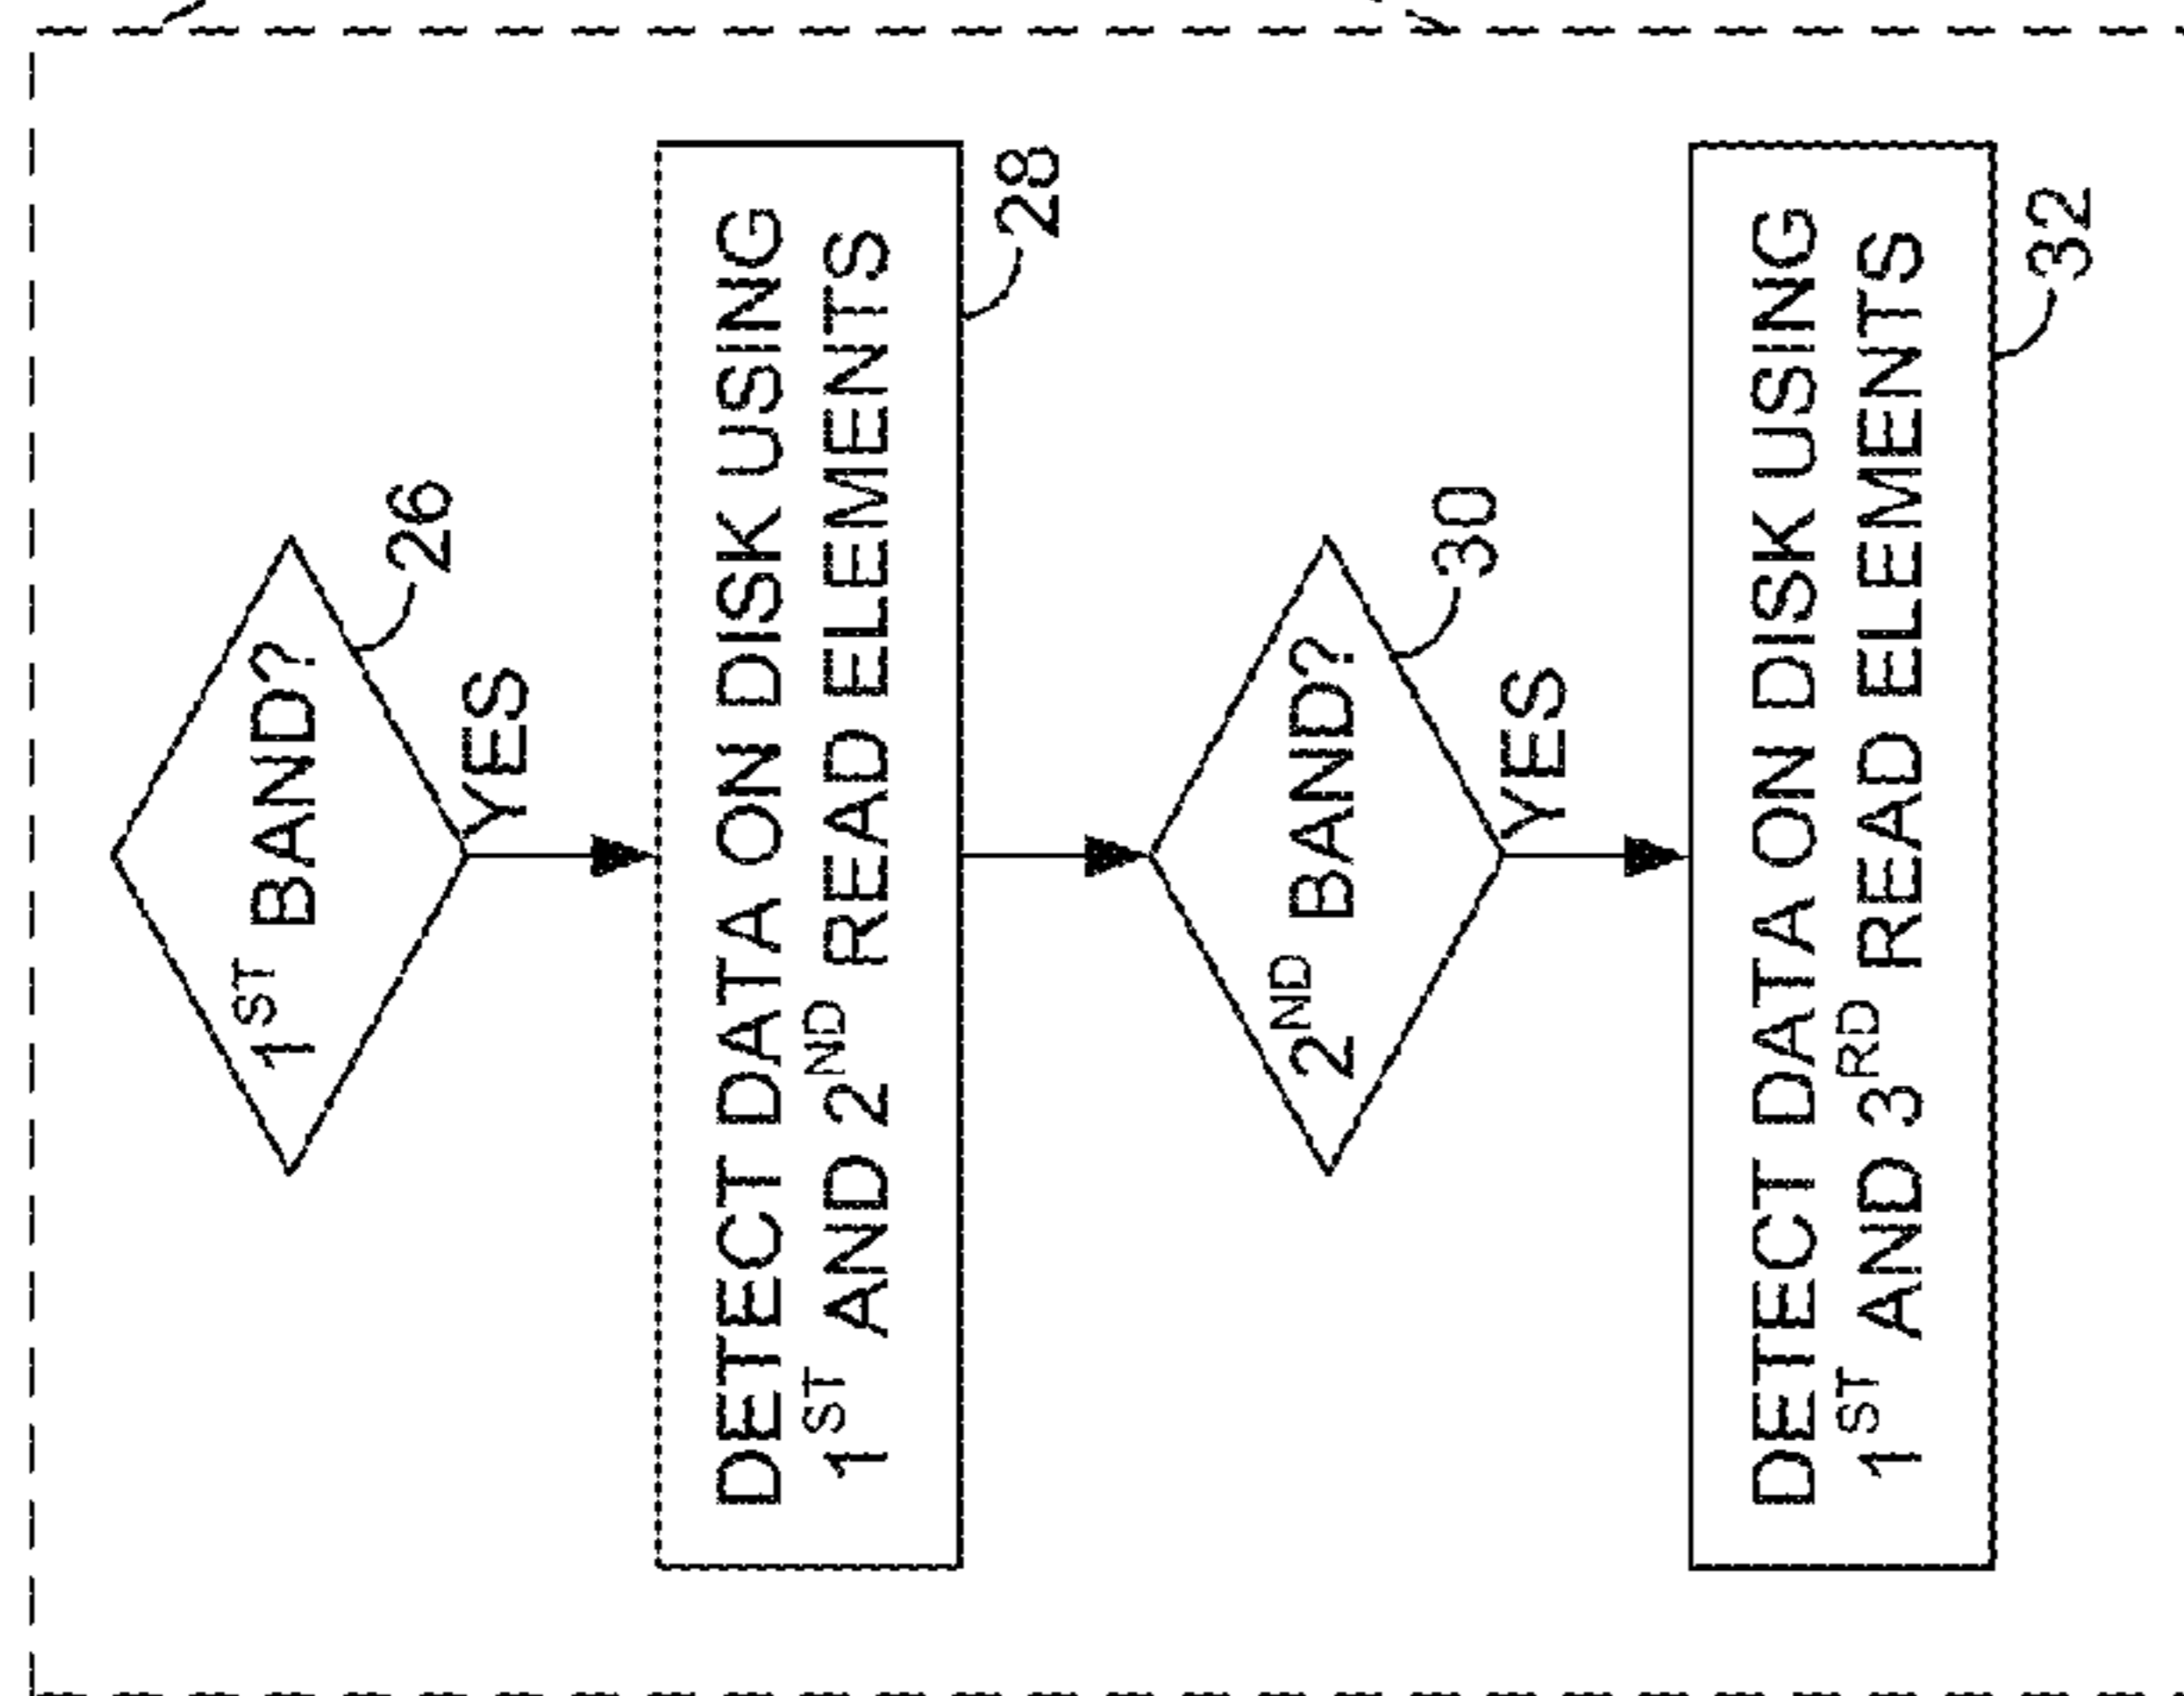 1ST BAND?
26
YES
DETECT DATA ON DISK USING
1ST AND 2ND READ ELEMENTS
28
2ND BAND?
30
YES
DETECT DATA ON DISK USING
1ST AND 3RD READ ELEMENTS
32